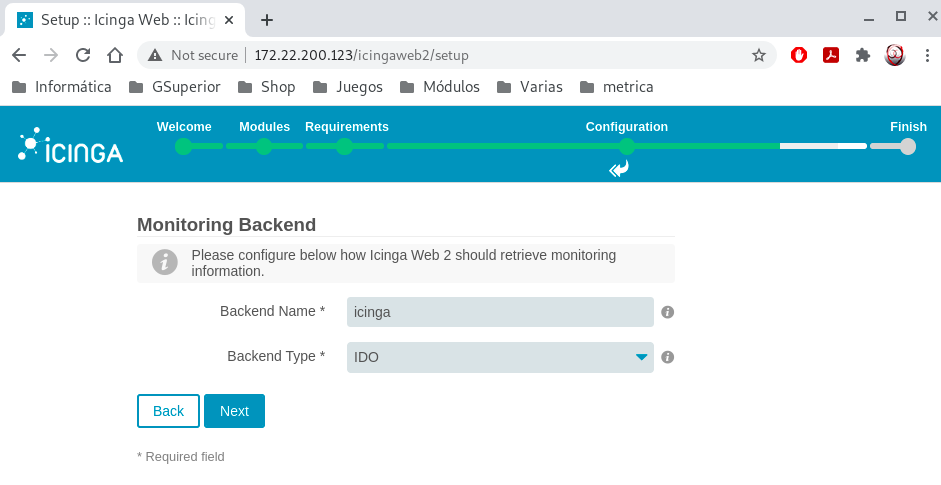 Setup :: Icinga Web :: Icing
Not secure 172.22.200.123/icingaweb2/setup
Informática GSuperior Shop Juegos Módulos Varias metrica
Welcome Modules Requirements Configuration Finish
ICINGA
Monitoring Backend
Please configure below how Icinga Web 2 should retrieve monitoring
information.
Backend Name * icinga
Backend Type * IDO
Back Next
* Required field